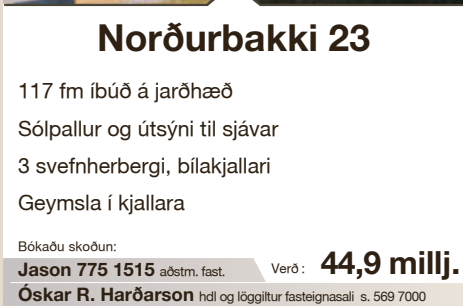 Norðurbakki 23
117 fm íbúð á jarðhæð
Sólpallur og útsýni til sjávar
3 svefnherbergi, bílakjallari
Geymsla í kjallara
Bókaðu skoðun:
Jason 775 1515 aðstm. fast. Verð: 44,9 millj.
Óskar R. Harðarson hdl og löggiltur fasteignasali s. 569 7000